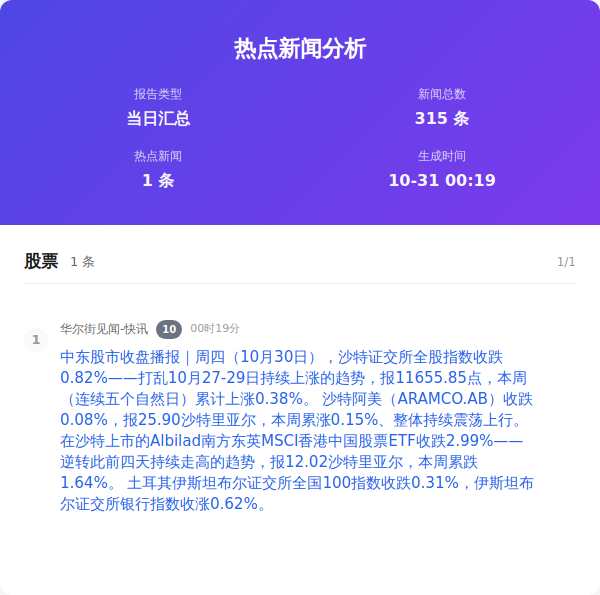 热点新闻分析
报告类型
当日汇总
新闻总数
315 条
热点新闻
1 条
生成时间
10-31 00:19
股票 1 条 1/1
1 华尔街见闻-快讯 10 00时19分
中东股市收盘播报｜周四（10月30日），沙特证交所全股指数收跌
0.82%——打乱10月27-29日持续上涨的趋势，报11655.85点，本周
（连续五个自然日）累计上涨0.38%。 沙特阿美（ARAMCO.AB）收跌
0.08%，报25.90沙特里亚尔，本周累涨0.15%、整体持续震荡上行。
在沙特上市的Albilad南方东英MSCI香港中国股票ETF收跌2.99%——
逆转此前四天持续走高的趋势，报12.02沙特里亚尔，本周累跌
1.64%。 土耳其伊斯坦布尔证交所全国100指数收跌0.31%，伊斯坦布
尔证交所银行指数收涨0.62%。